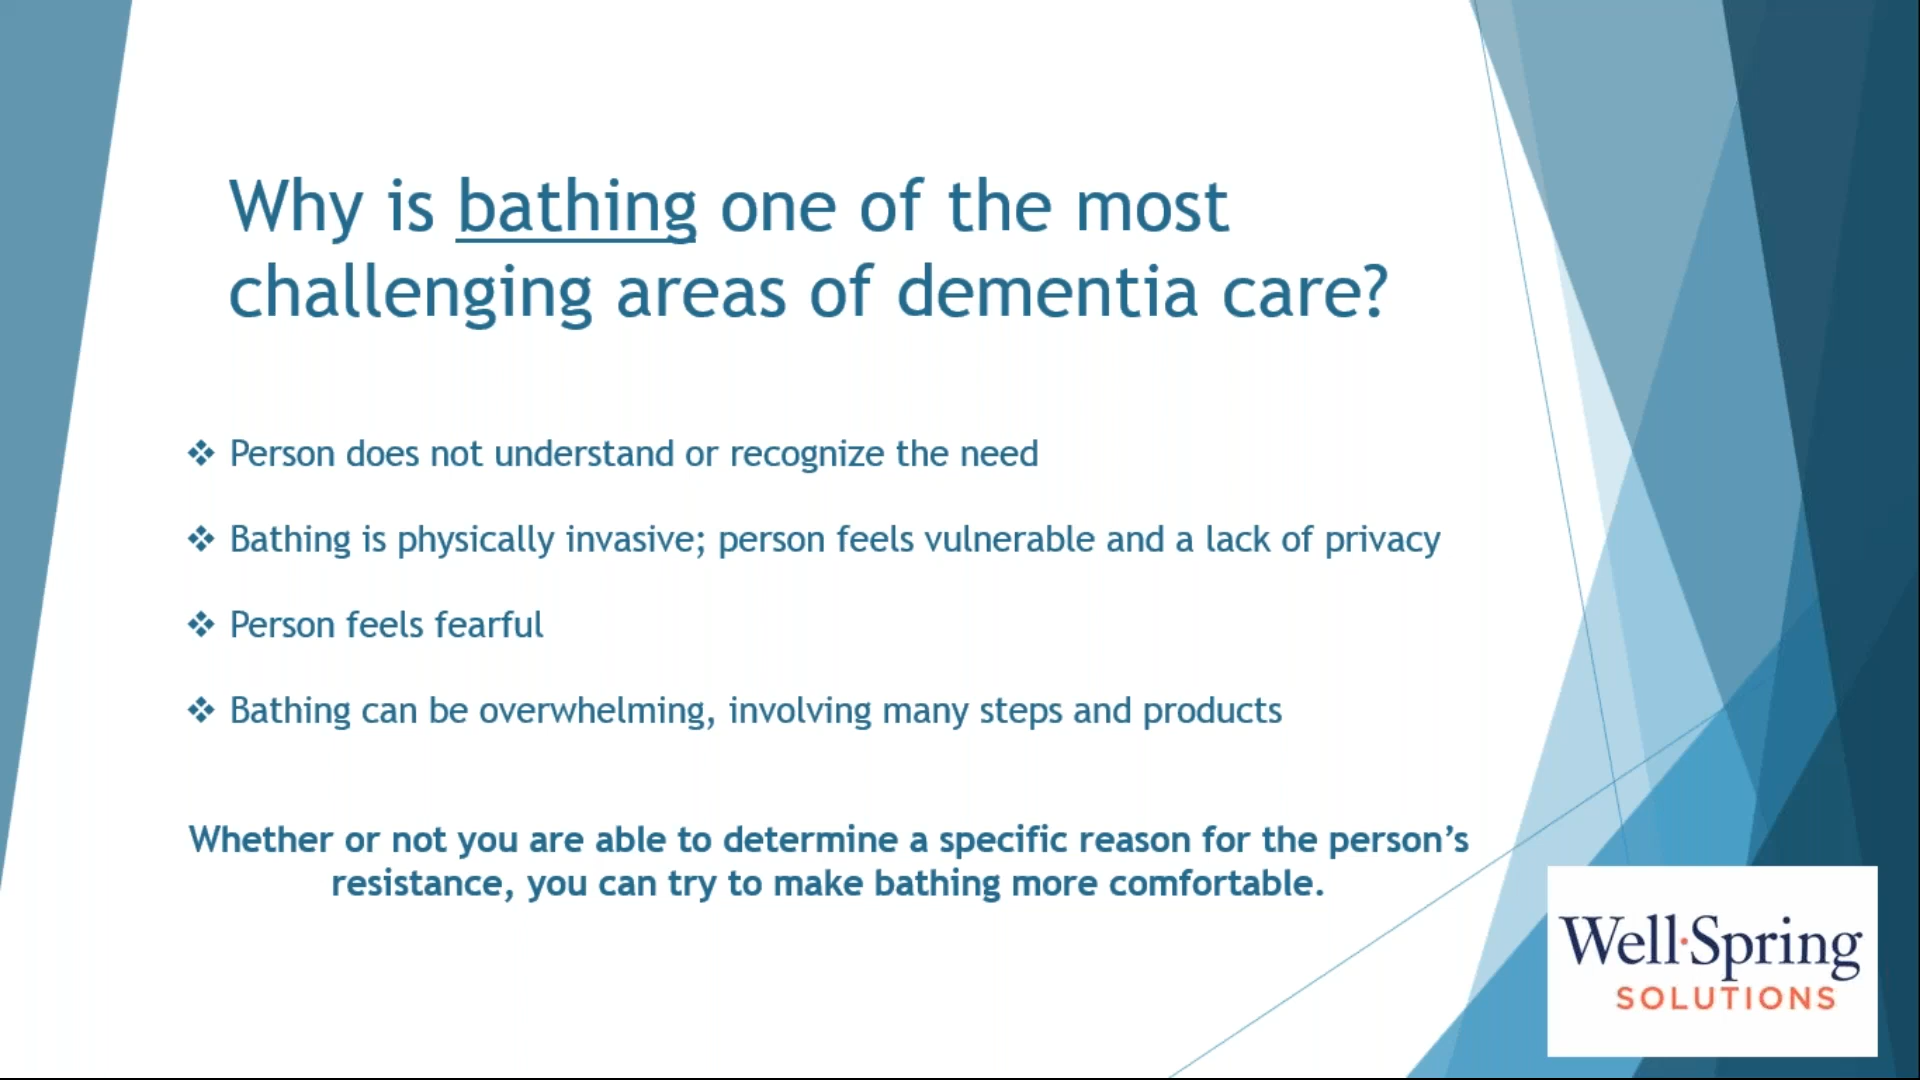 Why is bathing one of the most
challenging areas of dementia care?
❖ Person does not understand or recognize the need
❖ Bathing is physically invasive; person feels vulnerable and a lack of privacy
❖ Person feels fearful
❖ Bathing can be overwhelming, involving many steps and products
Whether or not you are able to determine a specific reason for the person’s
resistance, you can try to make bathing more comfortable.
Well·Spring
SOLUTIONS